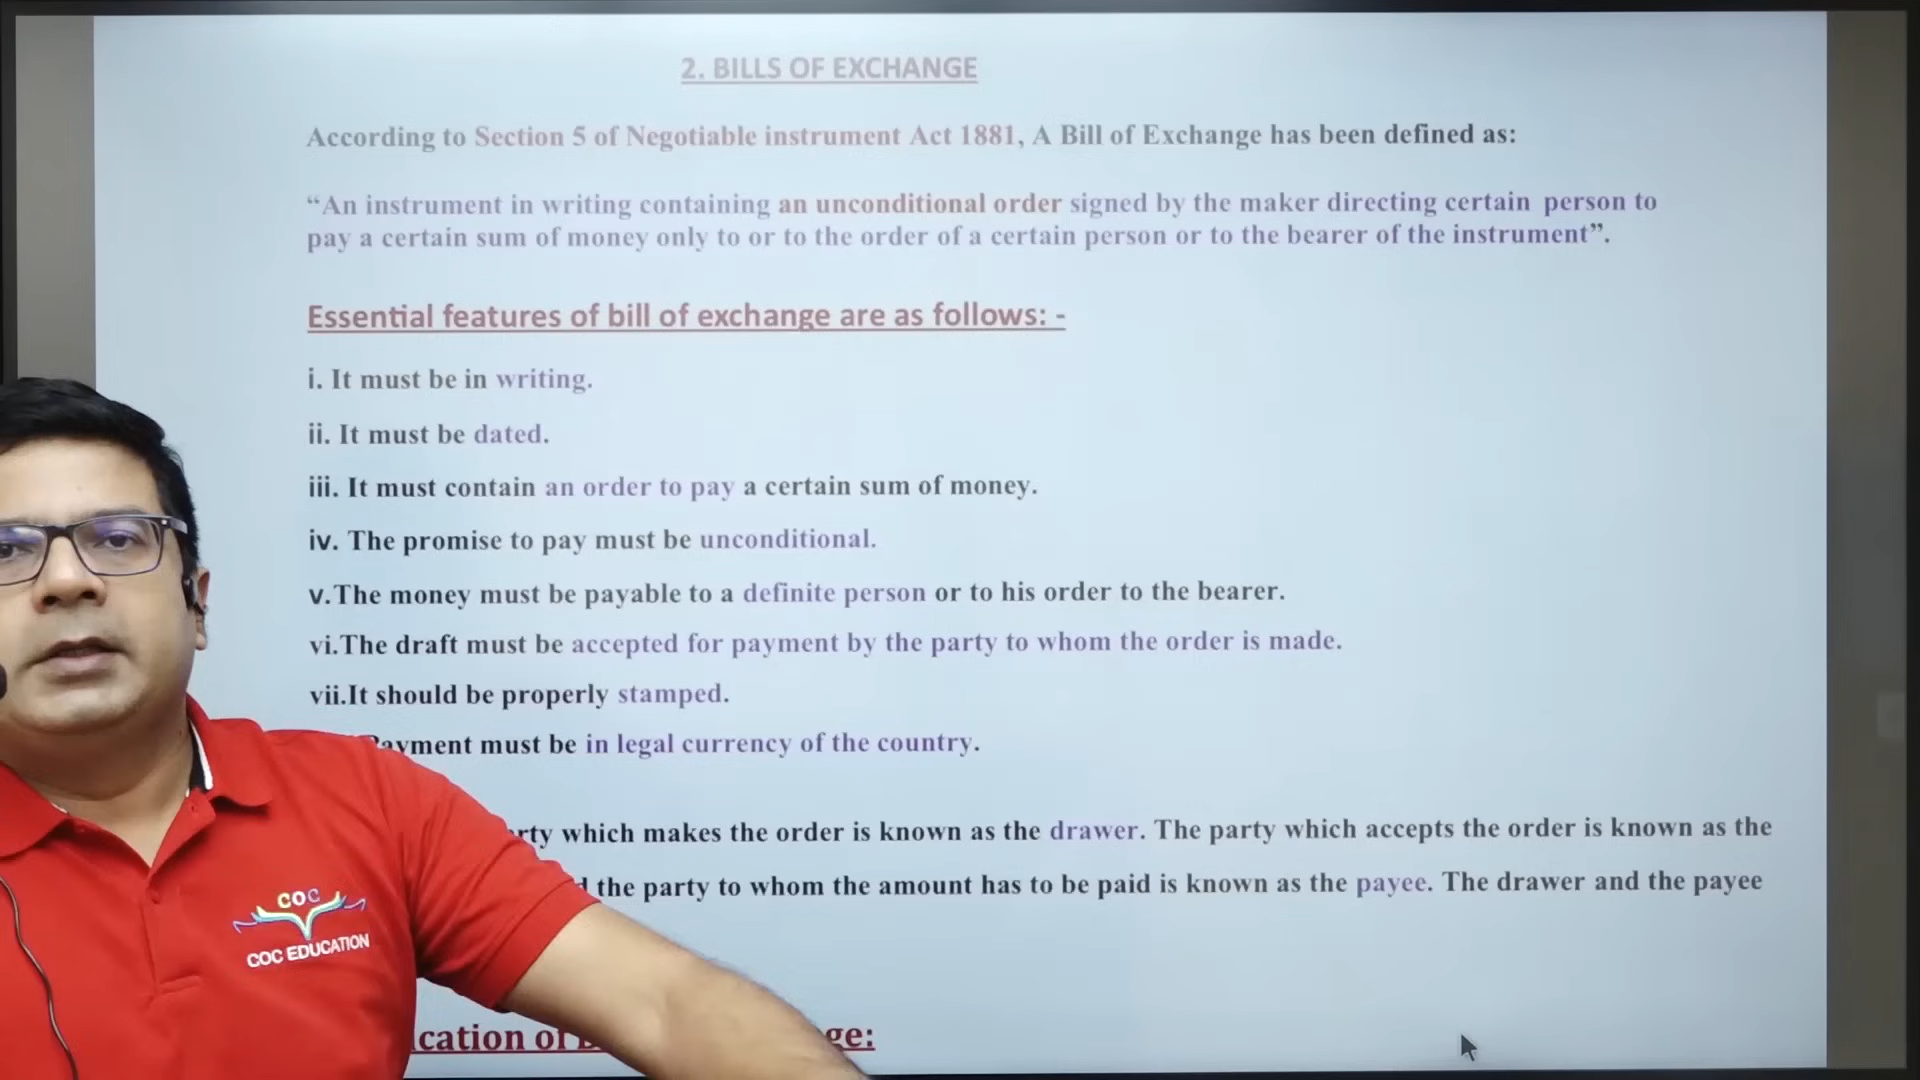 2. BILLS OF EXCHANGE
According to Section 5 of Negotiable instrument Act 1881, A Bill of Exchange has been defined as:
“An instrument in writing containing an unconditional order signed by the maker directing certain person to
pay a certain sum of money only to or to the order of a certain person or to the bearer of the instrument”.
Essential features of bill of exchange are as follows: -
i. It must be in writing.
ii. It must be dated.
iii. It must contain an order to pay a certain sum of money.
iv. The promise to pay must be unconditional.
v.The money must be payable to a definite person or to his order to the bearer.
vi.The draft must be accepted for payment by the party to whom the order is made.
vii.It should be properly stamped.
Payment must be in legal currency of the country.
which makes the order is known as the drawer. The party which accepts the order is known as the
the party to whom the amount has to be paid is known as the payee. The drawer and the payee
COC
COC EDUCATION